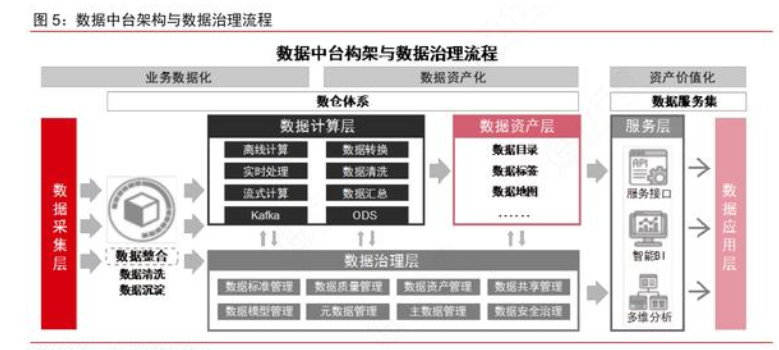 图 5：数据中台架构与数据治理流程
数据中台构架与数据治理流程
业务数据化
数据资产化
资产价值化
数仓体系
数据服务集
数据采集层
数据整合
数据清洗
数据沉淀
数据计算层
离线计算 数据转换
实时处理 数据清洗
流式计算 数据汇总
Kafka ODS
数据资产层
数据目录
数据标签
数据地图
……
数据治理层
数据标准管理 数据质量管理 数据资产管理 数据共享管理
数据模型管理 元数据管理 主数据管理 数据安全治理
服务层
API
服务接口
智能BI
多维分析
数据应用层